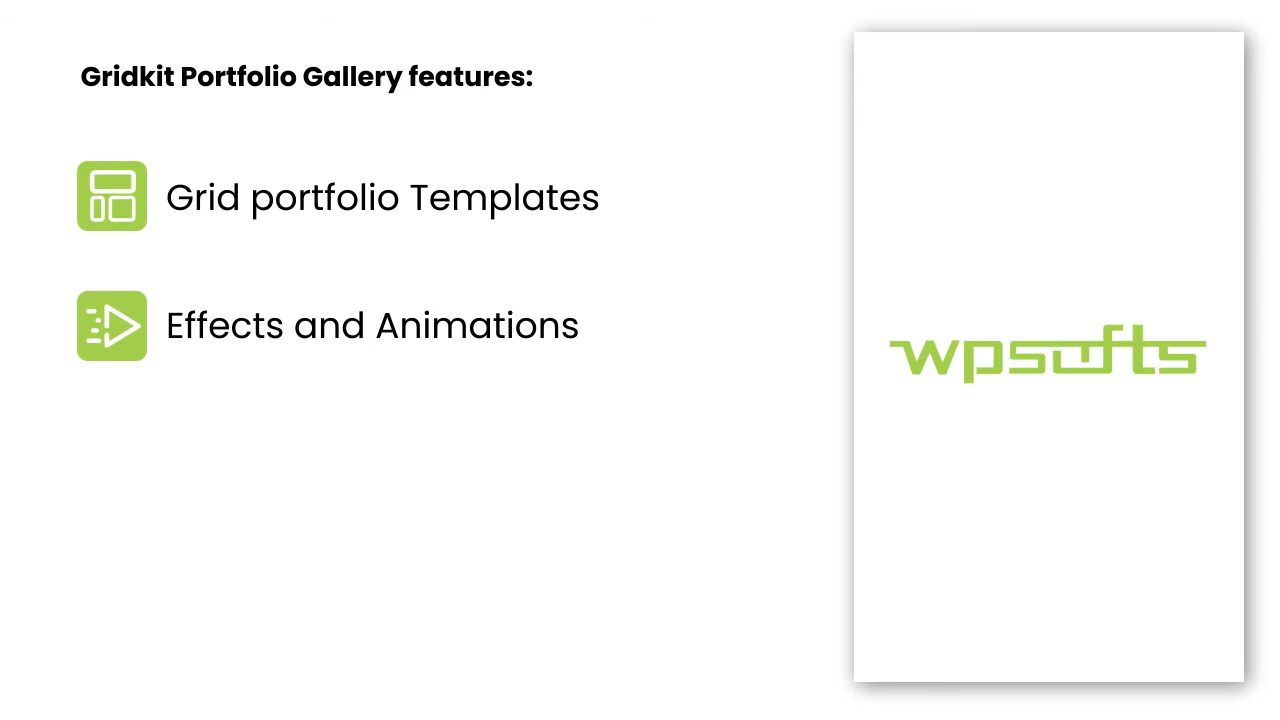 Gridkit Portfolio Gallery features:
Grid portfolio Templates
Effects and Animations
wpsofts